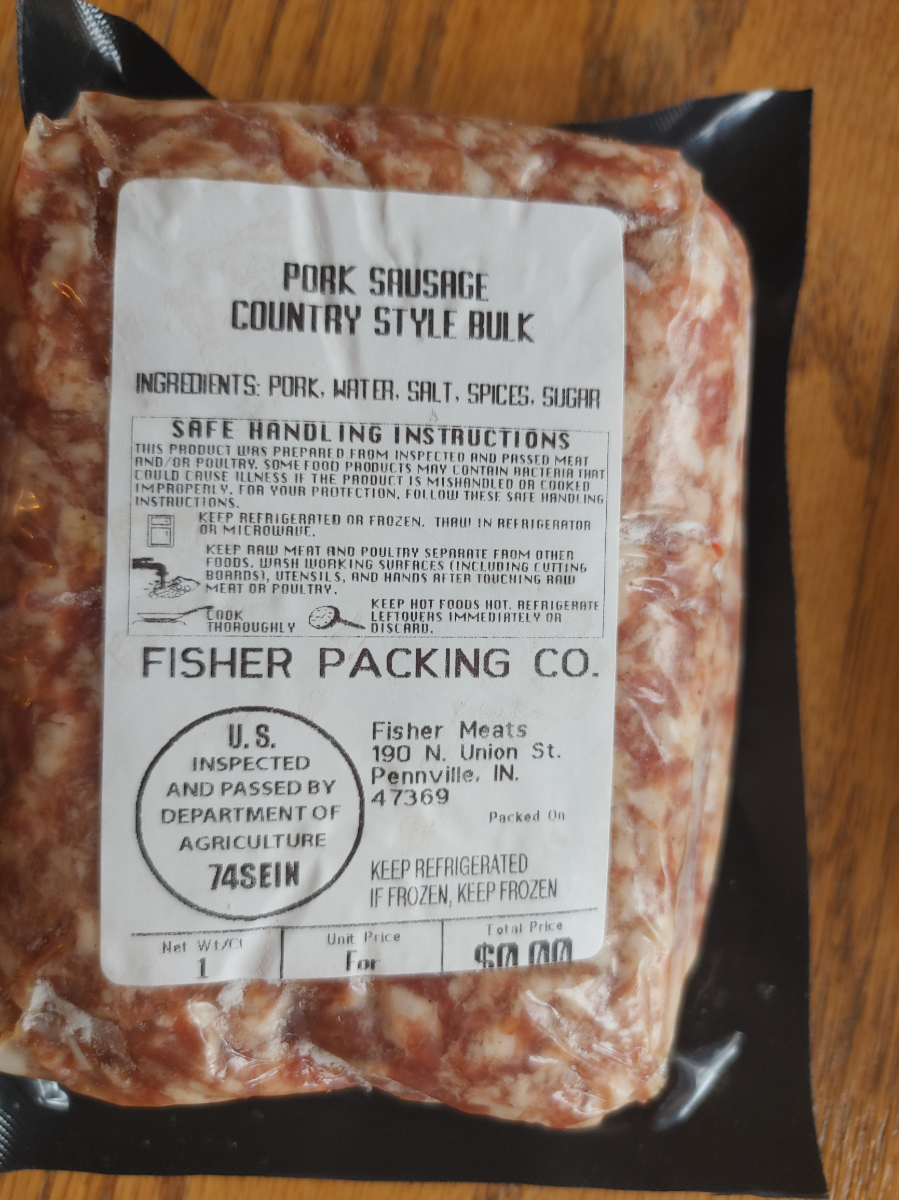 PORK SAUSAGE
COUNTRY STYLE BULK
INGREDIENTS: PORK, WATER, SALT, SPICES, SUGAR
SAFE HANDLING INSTRUCTIONS
THIS PRODUCT WAS PREPARED FROM INSPECTED AND PASSED MEAT
AND/OR POULTRY. SOME FOOD PRODUCTS MAY CONTAIN BACTERIA THAT
COULD CAUSE ILLNESS IF THE PRODUCT IS MISHANDLED OR COOKED
IMPROPERLY. FOR YOUR PROTECTION, FOLLOW THESE SAFE HANDLING
INSTRUCTIONS.
KEEP REFRIGERATED OR FROZEN. THAW IN REFRIGERATOR
OR MICROWAVE.
KEEP RAW MEAT AND POULTRY SEPARATE FROM OTHER
FOODS. WASH WORKING SURFACES (INCLUDING CUTTING
BOARDS), UTENSILS, AND HANDS AFTER TOUCHING RAW
MEAT OR POULTRY.
COOK
THOROUGHLY
KEEP HOT FOODS HOT. REFRIGERATE
LEFTOVERS IMMEDIATELY OR
DISCARD.
FISHER PACKING CO.
U.S.
INSPECTED
AND PASSED BY
DEPARTMENT OF
AGRICULTURE
74SEIN
Fisher Meats
190 N. Union St.
Pennville, IN.
47369
Packed On
KEEP REFRIGERATED
IF FROZEN, KEEP FROZEN
Net Wt/Ct
1
Unit Price
For
Total Price
$0.00